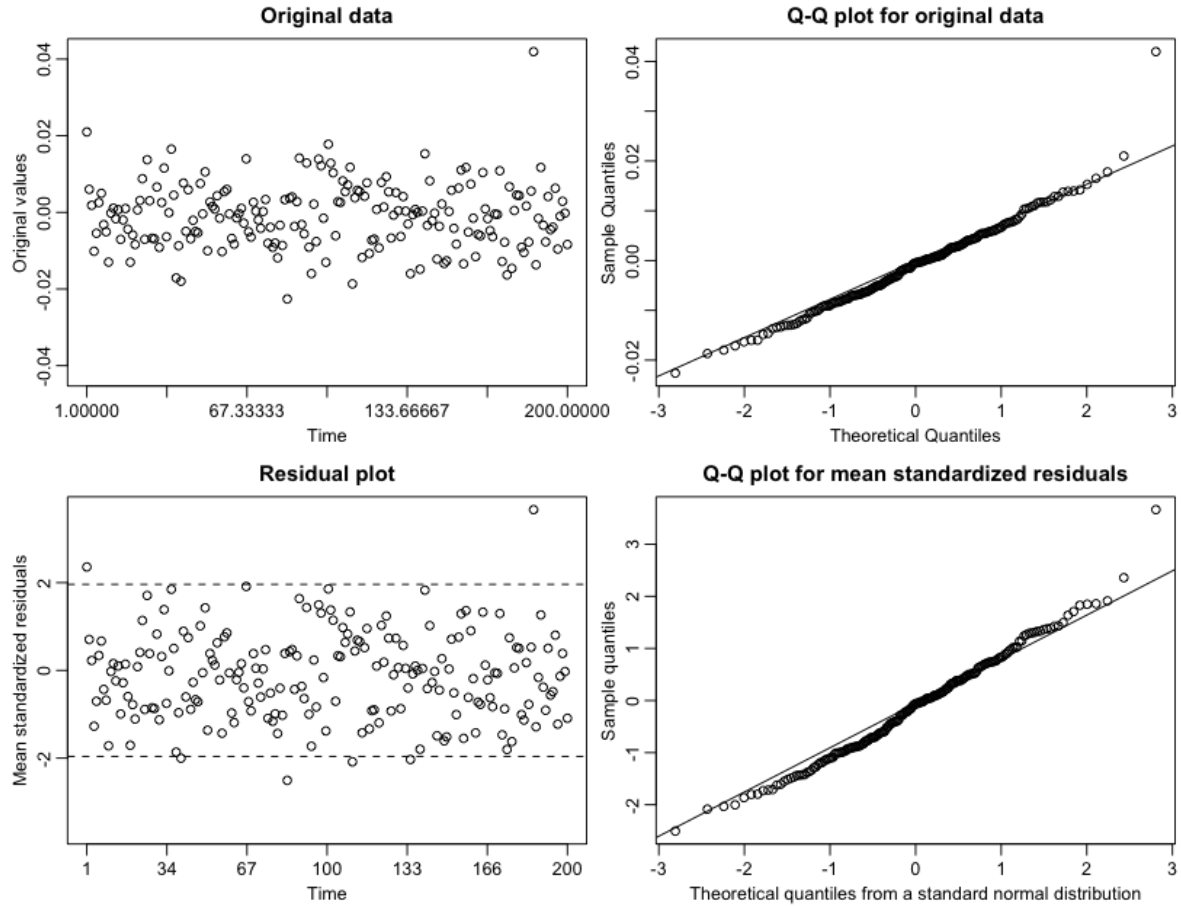 Original data
Original values
0.04
0.02
0.00
-0.02
-0.04
1.00000 67.33333 133.66667 200.00000
Time
Q-Q plot for original data
Sample Quantiles
0.04
0.02
0.00
-0.02
-3 -2 -1 0 1 2 3
Theoretical Quantiles
Residual plot
Mean standardized residuals
2
0
-2
1 34 67 100 133 166 200
Time
Q-Q plot for mean standardized residuals
Sample quantiles
3
2
1
0
-1
-2
-3 -2 -1 0 1 2 3
Theoretical quantiles from a standard normal distribution